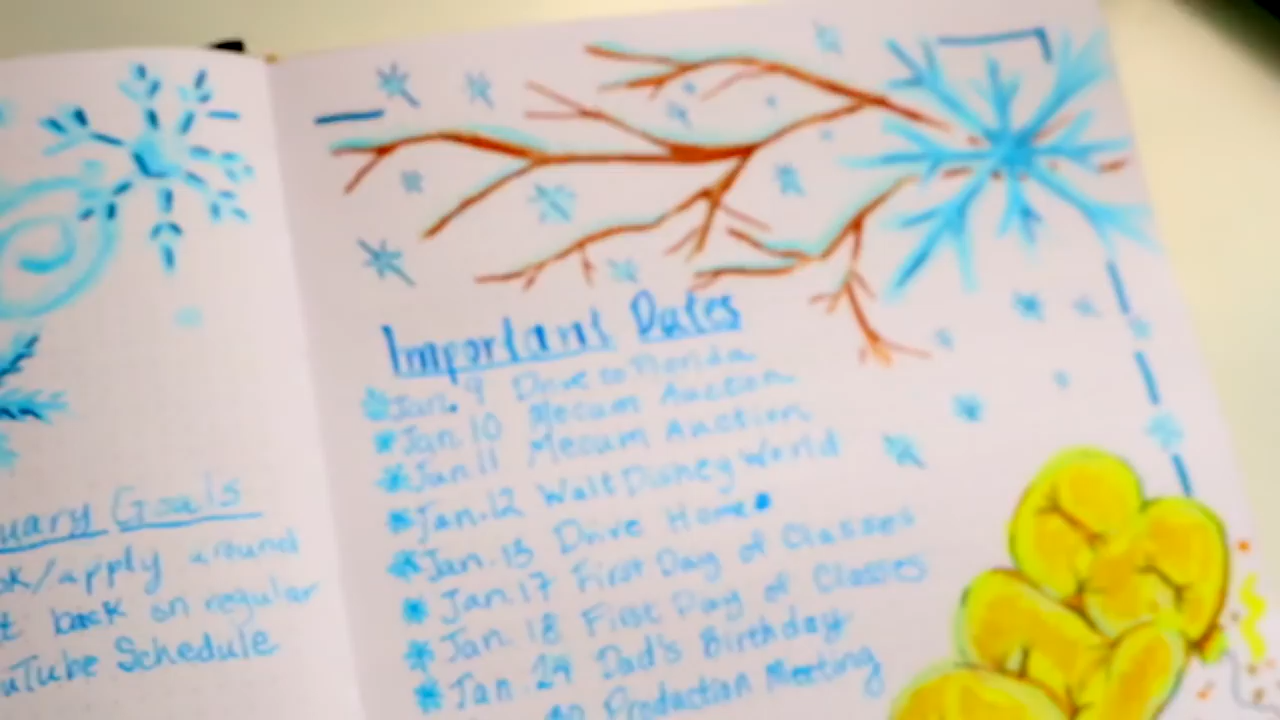 uary Goals
ok/apply around
t back on regular
uTube Schedule
Important Dates
Jan. 9 Drive to Florida
Jan. 10 Mecum Auction
Jan. 11 Mecum Auction
Jan. 12 Walt Disney World
Jan. 13 Drive Home
Jan. 17 First Day of Classes
Jan. 18 First Day of Classes
Jan. 24 Dad's Birthday
Production Meeting